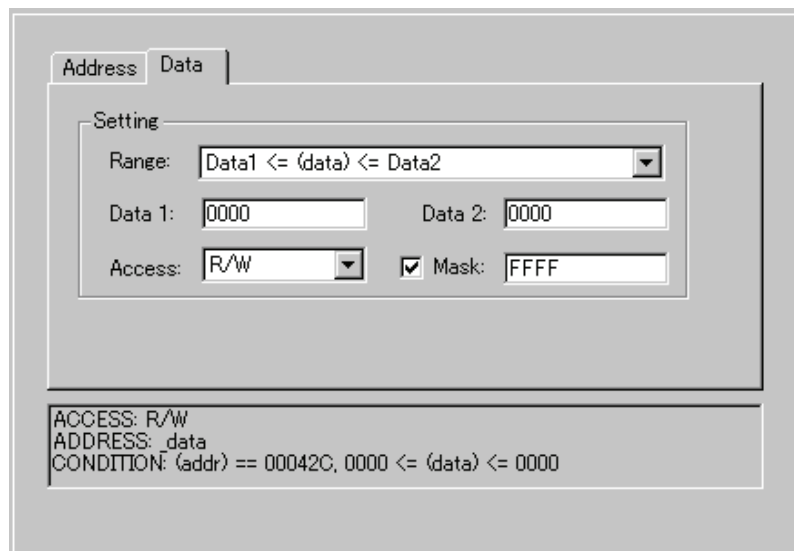 Address Data
Setting
Range: Data1 <= (data) <= Data2
Data 1: 0000 Data 2: 0000
Access: R/W Mask: FFFF
ACCESS: R/W
ADDRESS: _data
CONDITION: (addr) == 00042C, 0000 <= (data) <= 0000